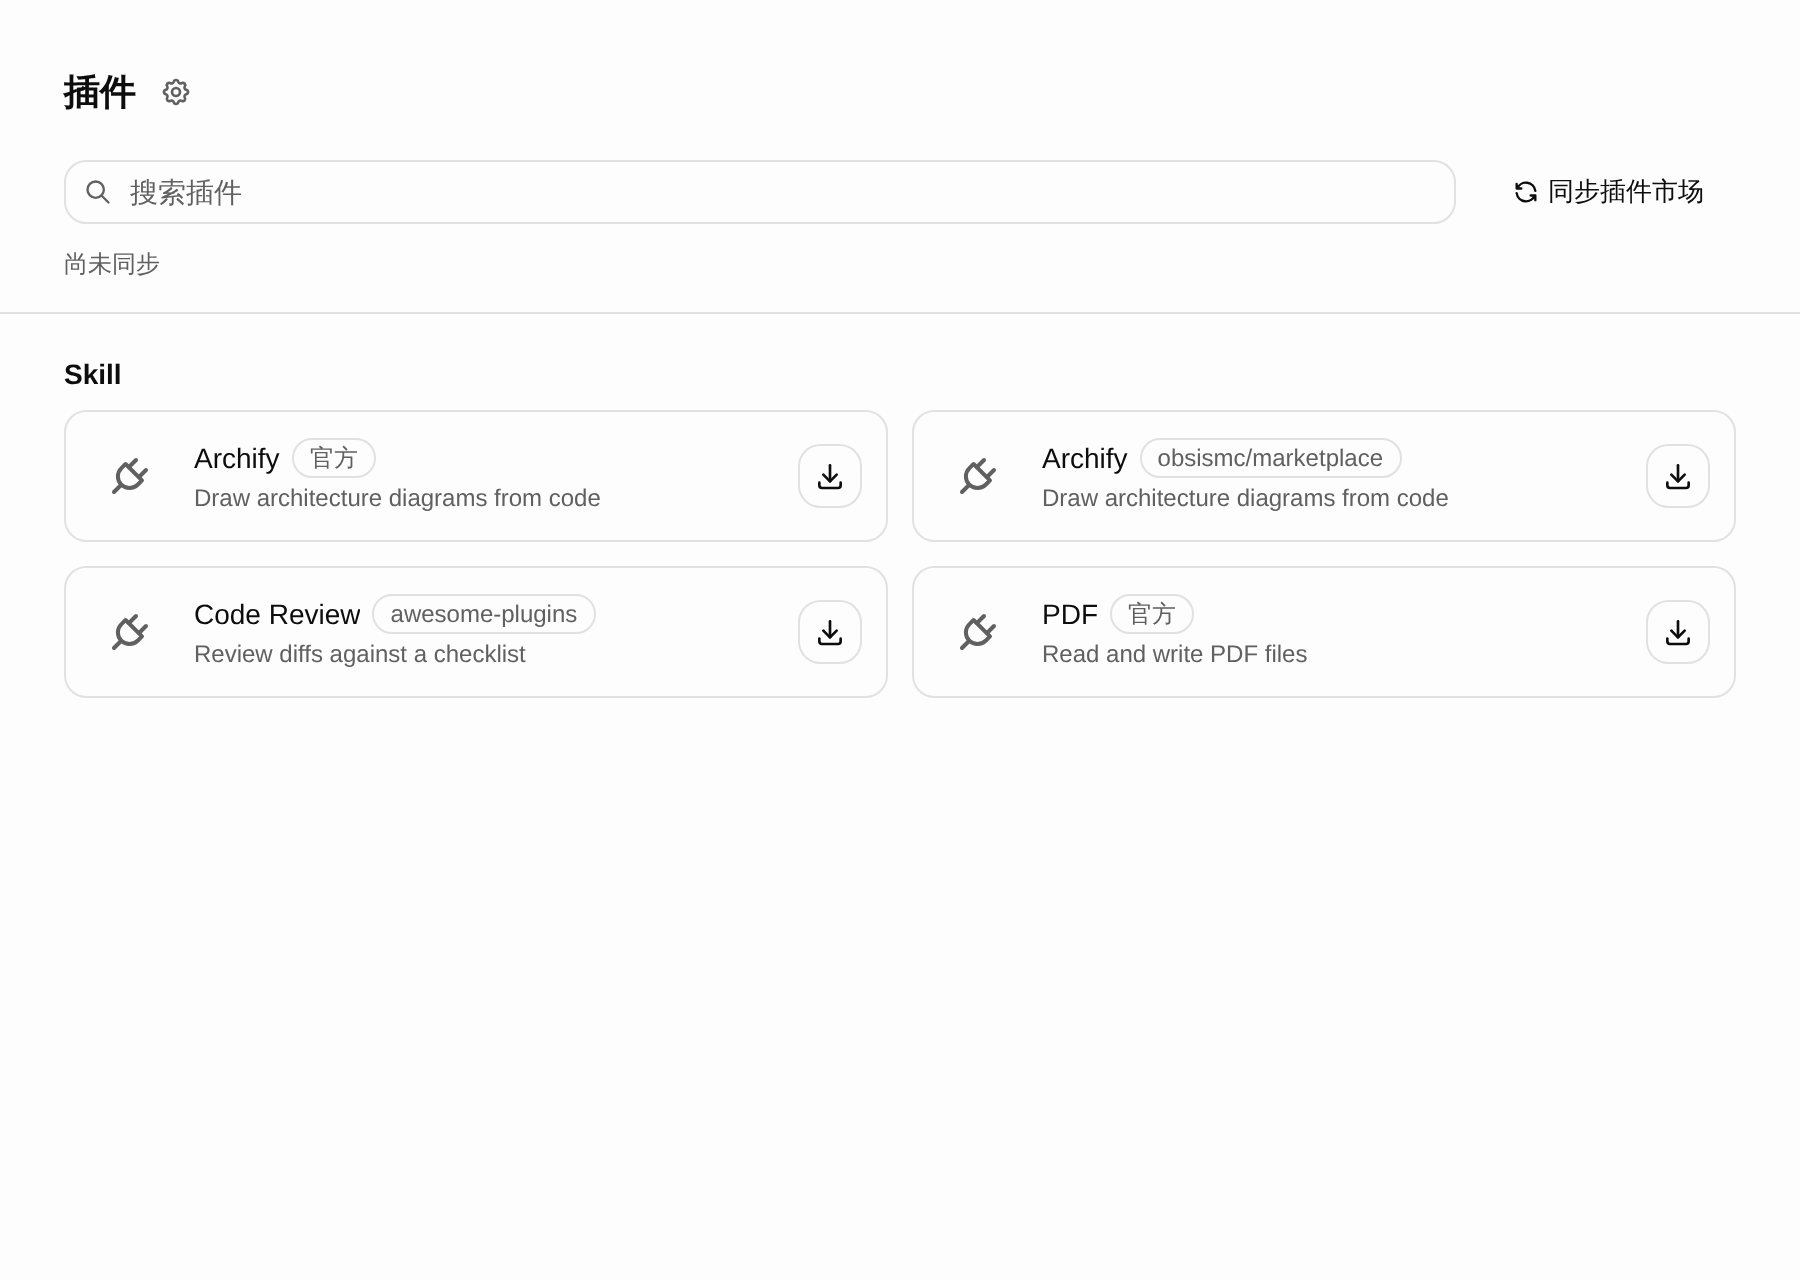 插件
搜索插件
同步插件市场
尚未同步
Skill
Archify 官方
Draw architecture diagrams from code
Archify obsismc/marketplace
Draw architecture diagrams from code
Code Review awesome-plugins
Review diffs against a checklist
PDF 官方
Read and write PDF files